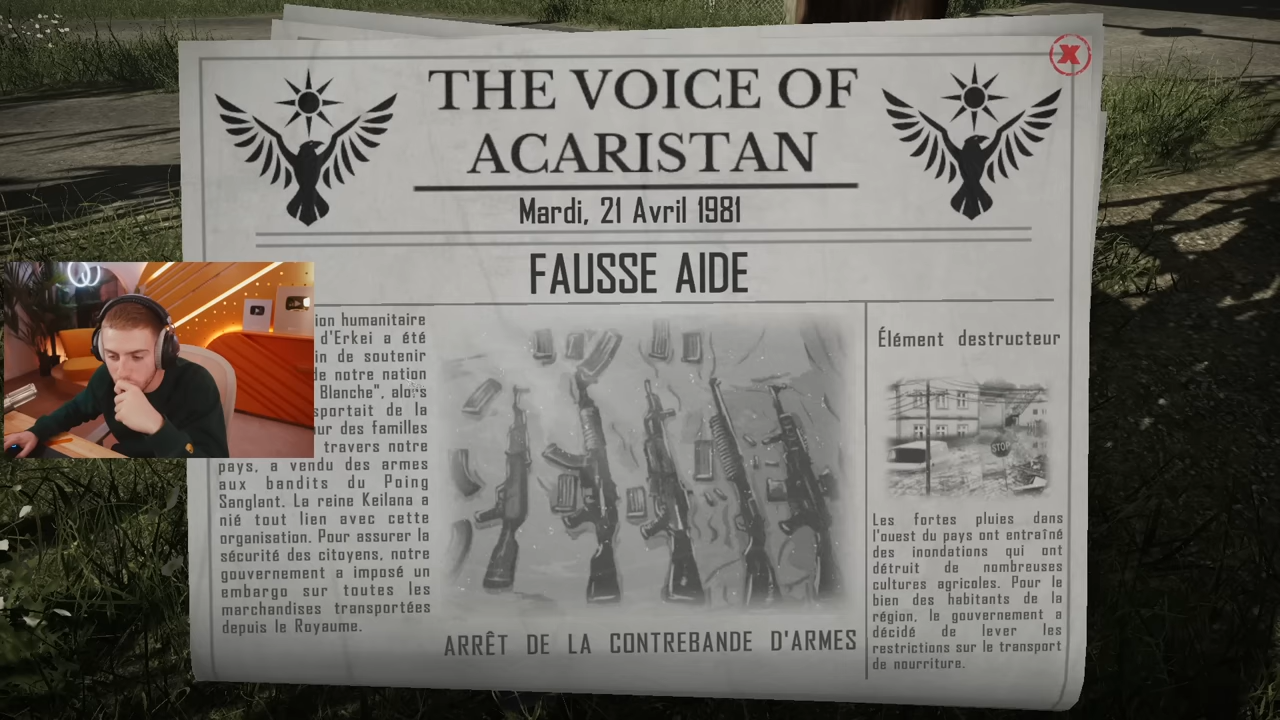 THE VOICE OF
ACARISTAN
Mardi, 21 Avril 1981
FAUSSE AIDE
ion humanitaire
d'Erkei a été
in de soutenir
de notre nation
Blanche", alors
sportait de la
ur des familles
travers notre
pays, a vendu des armes
aux bandits du Poing
Sanglant. La reine Keilana a
nié tout lien avec cette
organisation. Pour assurer la
sécurité des citoyens, notre
gouvernement a imposé un
embargo sur toutes les
marchandises transportées
depuis le Royaume.
ARRÊT DE LA CONTREBANDE D'ARMES
Élément destructeur
STOP
Les fortes pluies dans
l'ouest du pays ont entraîné
des inondations qui ont
détruit de nombreuses
cultures agricoles. Pour le
bien des habitants de la
région, le gouvernement a
décidé de lever les
restrictions sur le transport
de nourriture.
X